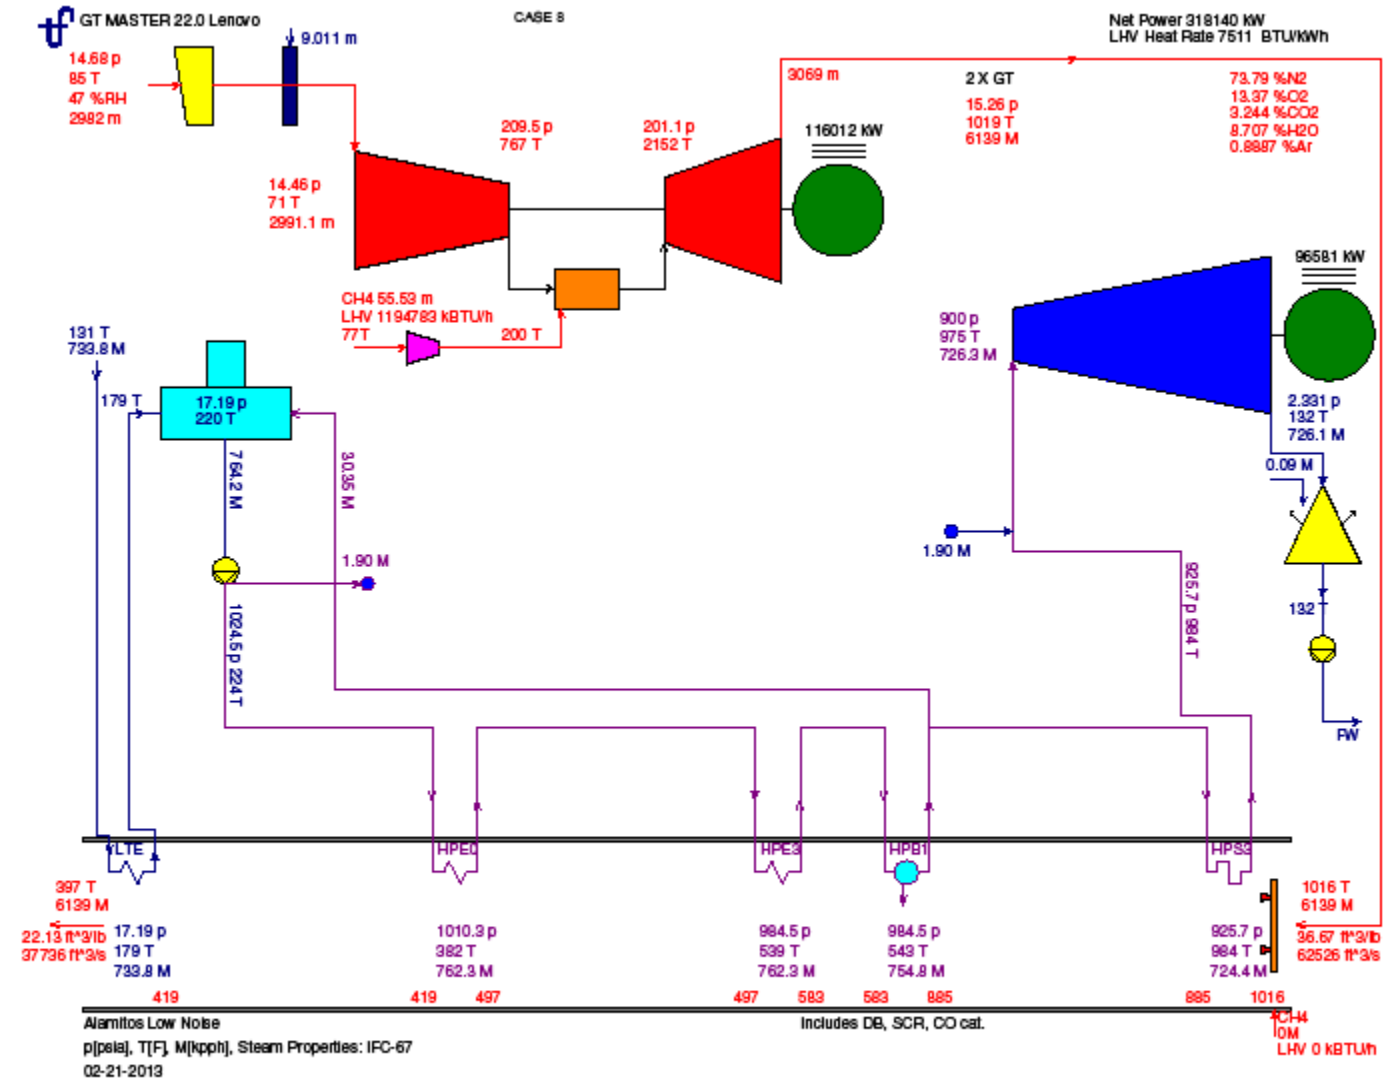 GT MASTER 22.0 Lenovo
CASE 8
Net Power 318140 kW
LHV Heat Rate 7511 BTU/kWh
14.68 p
85 T
47 %RH
2982 m
9.011 m
3069 m
2 X GT
15.26 p
1019 T
6139 M
73.79 %N2
13.37 %O2
3.244 %CO2
8.707 %H2O
0.8887 %Ar
209.5 p
767 T
201.1 p
2152 T
116012 kW
14.46 p
71 T
2991.1 m
CH4 55.53 m
LHV 1194783 kBTU/h
77T
200 T
96581 kW
900 p
975 T
726.3 M
131 T
733.8 M
179 T
17.19 p
220 T
2.331 p
132 T
726.1 M
0.09 M
764.2 M
30.35 M
1.90 M
1.90 M
1024.5 p 224 T
925.7 p 984 T
132 T
FW
LTE
HPE0
HPE3
HPB1
HPS3
397 T
6139 M
22.13 ft^3/lb
37736 ft^3/s
17.19 p
179 T
733.8 M
1010.3 p
382 T
762.3 M
984.5 p
539 T
762.3 M
984.5 p
543 T
754.8 M
925.7 p
984 T
724.4 M
1016 T
6139 M
36.67 ft^3/lb
62526 ft^3/s
419
419
497
497
583
583
885
885
1016
Alamitos Low Noise
Includes DB, SCR, CO cat.
CH4
0M
LHV 0 kBTU/h
p[psia], T[F], M[kpph], Steam Properties: IFC-67
02-21-2013